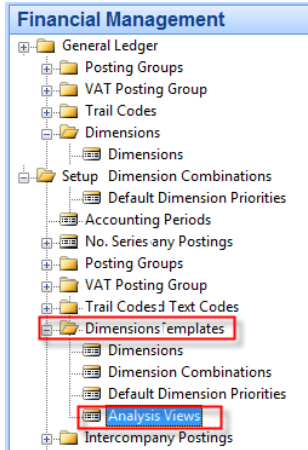 Financial Management
General Ledger
Posting Groups
VAT Posting Group
Trail Codes
Dimensions
Dimensions
Setup Dimension Combinations
Default Dimension Priorities
Accounting Periods
No. Series any Postings
Posting Groups
VAT Posting Group
Trail Codes d Text Codes
Dimensions Templates
Dimensions
Dimension Combinations
Default Dimension Priorities
Analysis Views
Intercompany Postings